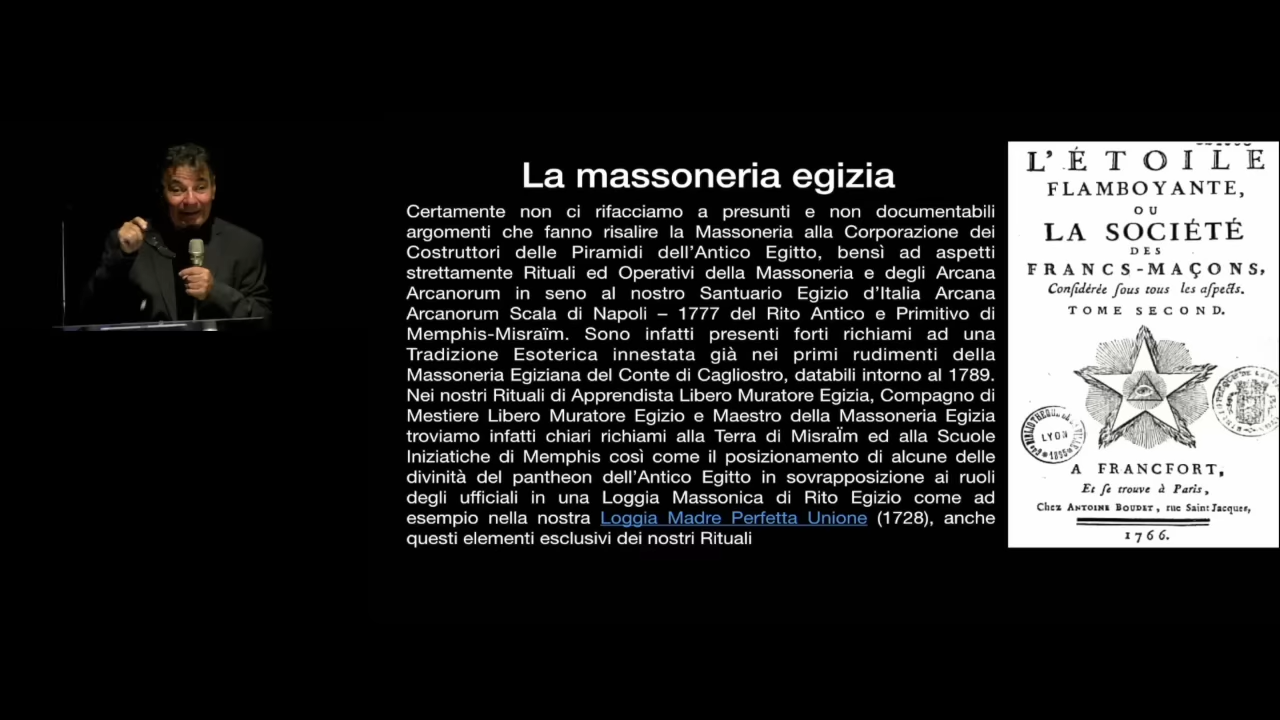 La massoneria egizia
Certamente non ci rifacciamo a presunti e non documentabili
argomenti che fanno risalire la Massoneria alla Corporazione dei
Costruttori delle Piramidi dell'Antico Egitto, bensì ad aspetti
strettamente Rituali ed Operativi della Massoneria e degli Arcana
Arcanorum in seno al nostro Santuario Egizio d'Italia Arcana
Arcanorum Scala di Napoli – 1777 del Rito Antico e Primitivo di
Memphis-Misraïm. Sono infatti presenti forti richiami ad una
Tradizione Esoterica innestata già nei primi rudimenti della
Massoneria Egiziana del Conte di Cagliostro, databili intorno al 1789.
Nei nostri Rituali di Apprendista Libero Muratore Egizia, Compagno di
Mestiere Libero Muratore Egizio e Maestro della Massoneria Egizia
troviamo infatti chiari richiami alla Terra di MisraÏm ed alla Scuole
Iniziatiche di Memphis così come il posizionamento di alcune delle
divinità del pantheon dell'Antico Egitto in sovrapposizione ai ruoli
degli ufficiali in una Loggia Massonica di Rito Egizio come ad
esempio nella nostra Loggia Madre Perfetta Unione (1728), anche
questi elementi esclusivi dei nostri Rituali
L'ÉTOILE
FLAMBOYANTE,
OU
LA SOCIÉTÉ
DES
FRANCS-MAÇONS,
Considérée sous tous les aspects.
TOME SECOND.
LYON
A FRANCFORT,
Et se trouve à Paris,
Chez ANTOINE BOUDET, rue Saint Jacques,
1766.